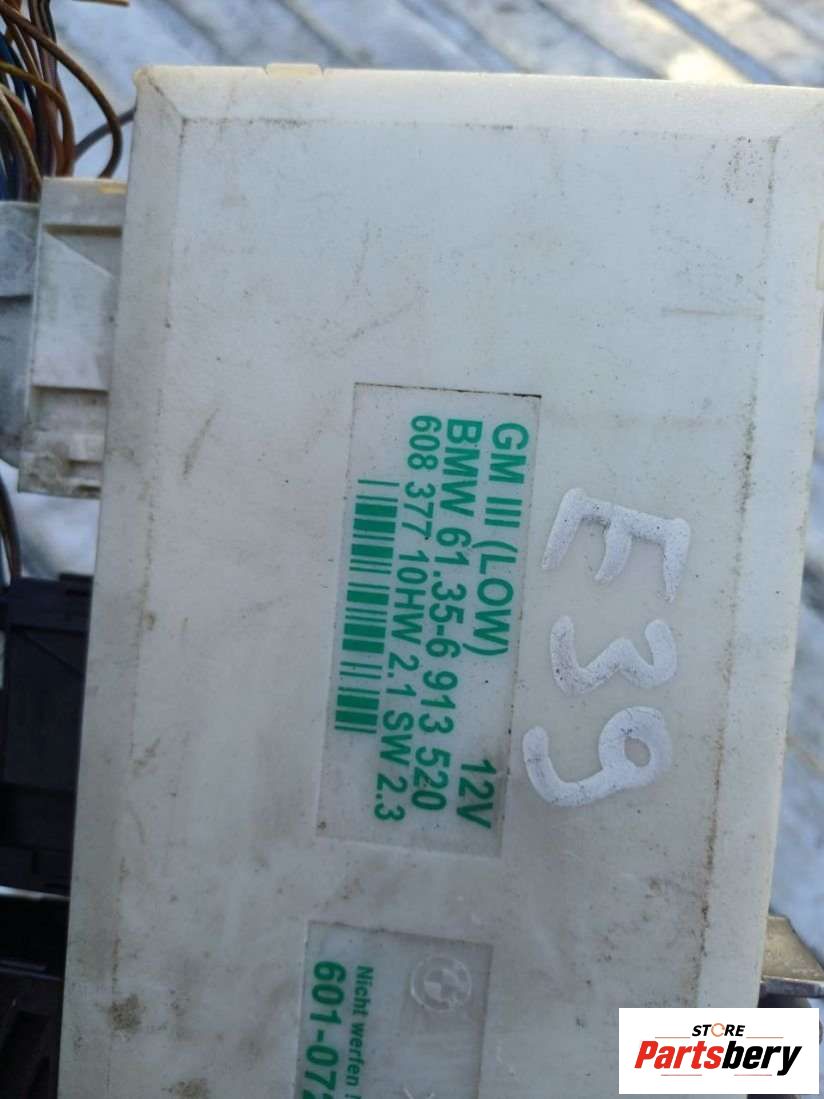 GM III (LOW) 12V
BMW 61.35-6 913 520
608 377 10HW 2.1 SW 2.3
E39
Nicht werfen
601-07
STORE
Partsbery